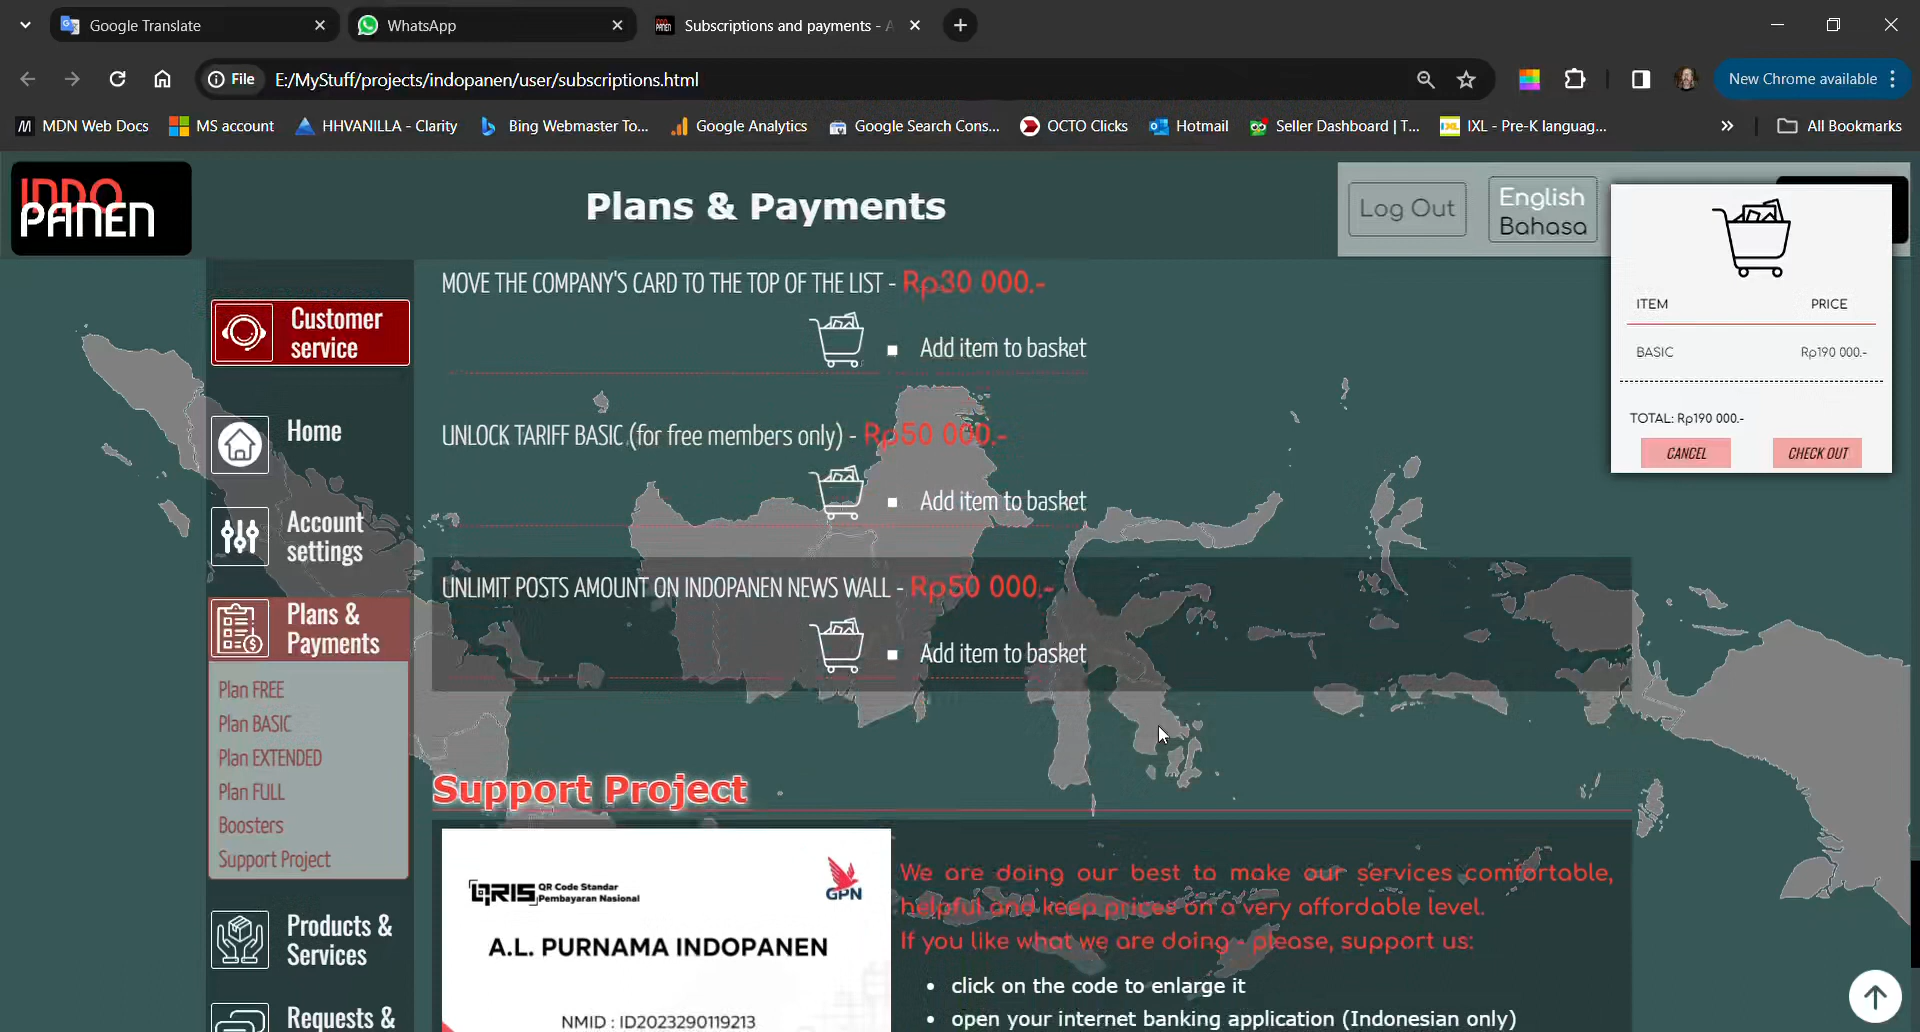 Google Translate
WhatsApp
Subscriptions and payments - A
File
E:/MyStuff/projects/indopanen/user/subscriptions.html
New Chrome available
MDN Web Docs
MS account
HHVANILLA - Clarity
Bing Webmaster To...
Google Analytics
Google Search Cons...
OCTO Clicks
Hotmail
Seller Dashboard | T...
IXL - Pre-K languag...
All Bookmarks
INDO
PANEN
Plans & Payments
Log Out
English
Bahasa
ITEM PRICE
BASIC Rp190 000.-
TOTAL: Rp190 000.-
CANCEL CHECK OUT
Customer
service
Home
Account
settings
Plans &
Payments
Plan FREE
Plan BASIC
Plan EXTENDED
Plan FULL
Boosters
Support Project
Products &
Services
Requests &
MOVE THE COMPANY'S CARD TO THE TOP OF THE LIST - Rp30 000.-
Add item to basket
UNLOCK TARIFF BASIC (for free members only) - Rp50 000.-
Add item to basket
UNLIMIT POSTS AMOUNT ON INDOPANEN NEWS WALL - Rp50 000.-
Add item to basket
Support Project
QRIS QR Code Standar
Pembayaran Nasional
GPN
A.L. PURNAMA INDOPANEN
NMID : ID2023290119213
We are doing our best to make our services comfortable,
helpful and keep prices on a very affordable level.
If you like what we are doing - please, support us:
• click on the code to enlarge it
• open your internet banking application (Indonesian only)